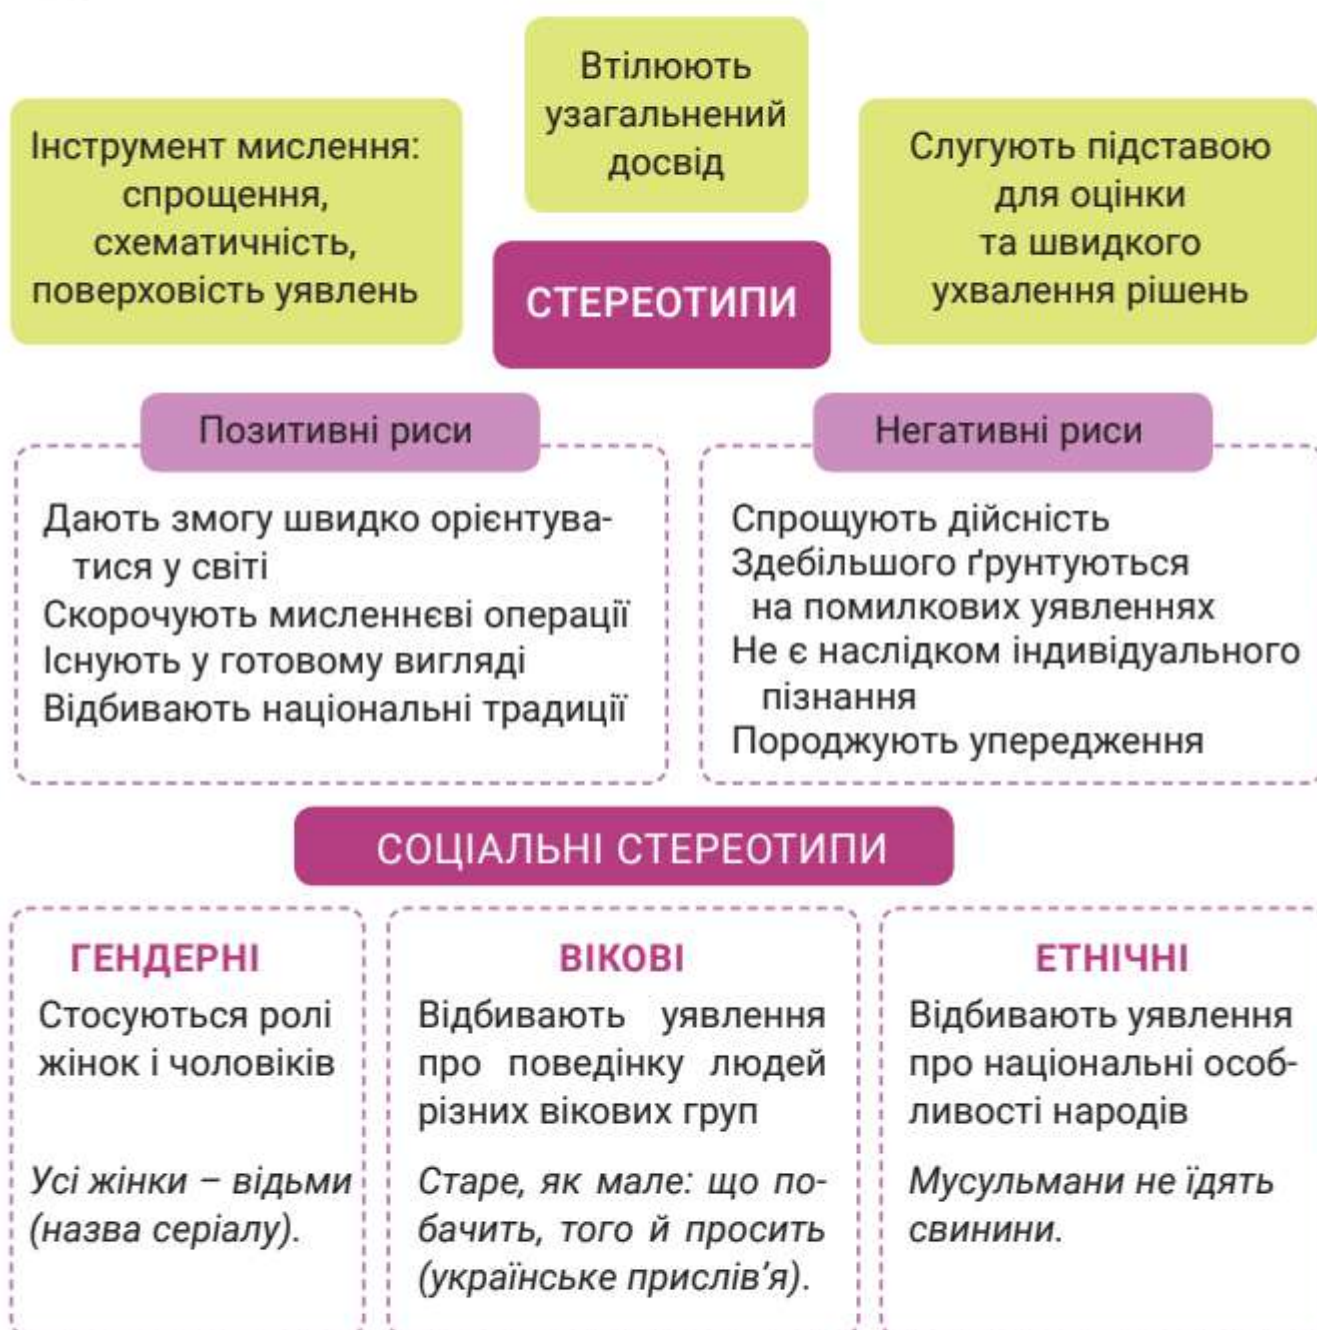 Втілюють
узагальнений
досвід
Інструмент мислення:
спрощення,
схематичність,
поверховість уявлень
Слугують підставою
для оцінки
та швидкого
ухвалення рішень
СТЕРЕОТИПИ
Позитивні риси
Дають змогу швидко орієнтува-
тися у світі
Скорочують мисленнєві операції
Існують у готовому вигляді
Відбивають національні традиції
Негативні риси
Спрощують дійсність
Здебільшого ґрунтуються
на помилкових уявленнях
Не є наслідком індивідуального
пізнання
Породжують упередження
СОЦІАЛЬНІ СТЕРЕОТИПИ
ГЕНДЕРНІ
Стосуються ролі
жінок і чоловіків
Усі жінки – відьми
(назва серіалу).
ВІКОВІ
Відбивають уявлення
про поведінку людей
різних вікових груп
Старе, як мале: що по-
бачить, того й просить
(українське прислів’я).
ЕТНІЧНІ
Відбивають уявлення
про національні особ-
ливості народів
Мусульмани не їдять
свинини.